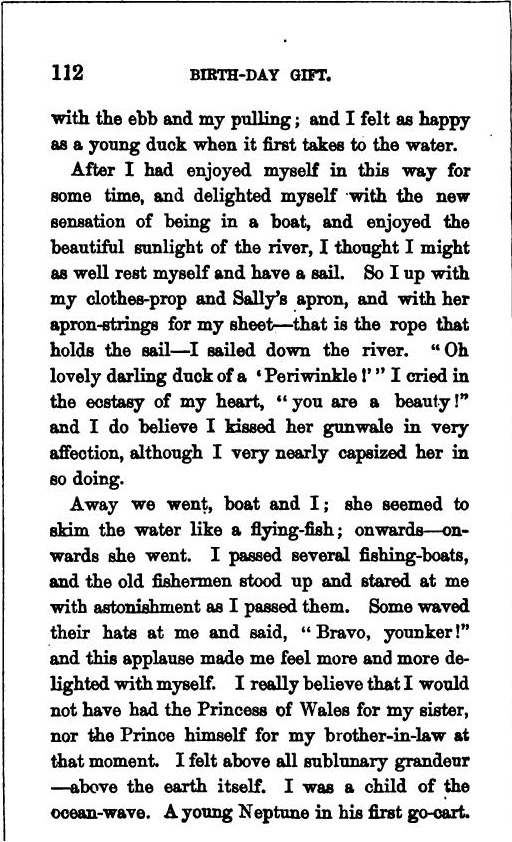 112 BIRTH-DAY GIFT.
with the ebb and my pulling; and I felt as happy
as a young duck when it first takes to the water.
After I had enjoyed myself in this way for
some time, and delighted myself with the new
sensation of being in a boat, and enjoyed the
beautiful sunlight of the river, I thought I might
as well rest myself and have a sail. So I up with
my clothes-prop and Sally's apron, and with her
apron-strings for my sheet—that is the rope that
holds the sail—I sailed down the river. "Oh
lovely darling duck of a 'Periwinkle!'" I cried in
the ecstasy of my heart, "you are a beauty!"
and I do believe I kissed her gunwale in very
affection, although I very nearly capsized her in
so doing.
Away we went, boat and I; she seemed to
skim the water like a flying-fish; onwards—on-
wards she went. I passed several fishing-boats,
and the old fishermen stood up and stared at me
with astonishment as I passed them. Some waved
their hats at me and said, "Bravo, younker!"
and this applause made me feel more and more de-
lighted with myself. I really believe that I would
not have had the Princess of Wales for my sister,
nor the Prince himself for my brother-in-law at
that moment. I felt above all sublunary grandeur
—above the earth itself. I was a child of the
ocean-wave. A young Neptune in his first go-cart.